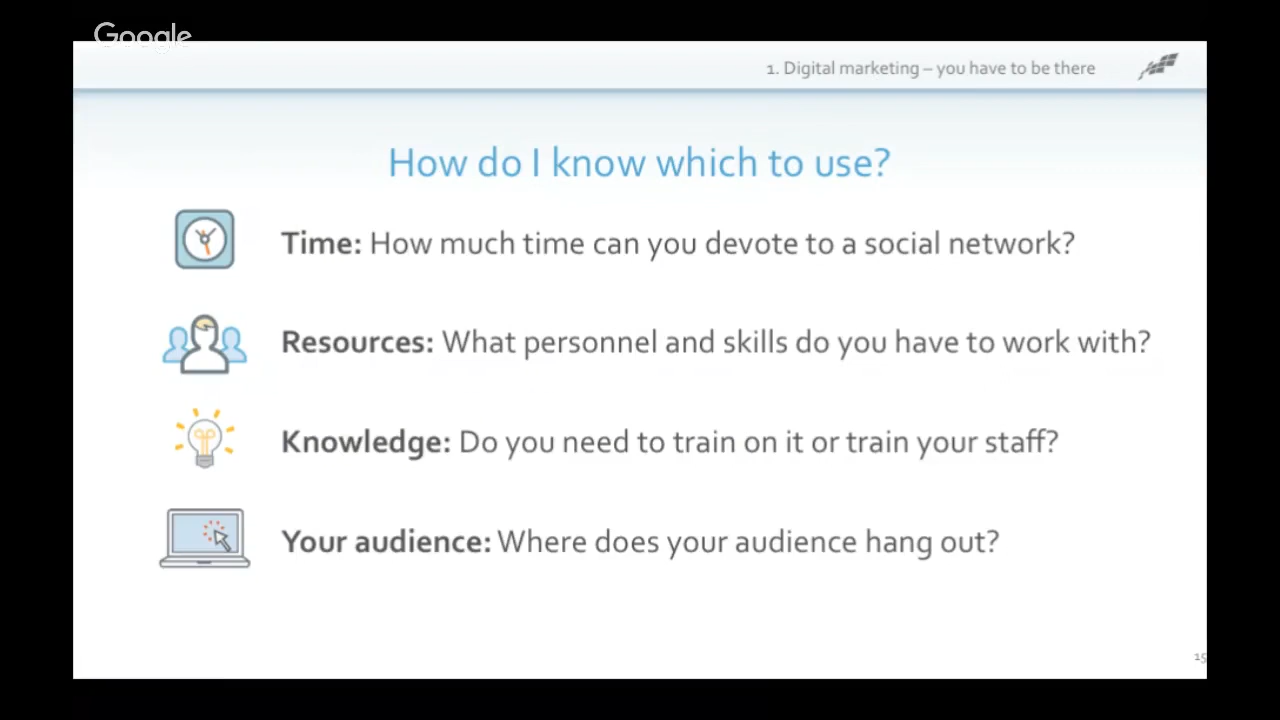 Google
1. Digital marketing – you have to be there
How do I know which to use?
Time: How much time can you devote to a social network?
Resources: What personnel and skills do you have to work with?
Knowledge: Do you need to train on it or train your staff?
Your audience: Where does your audience hang out?
15